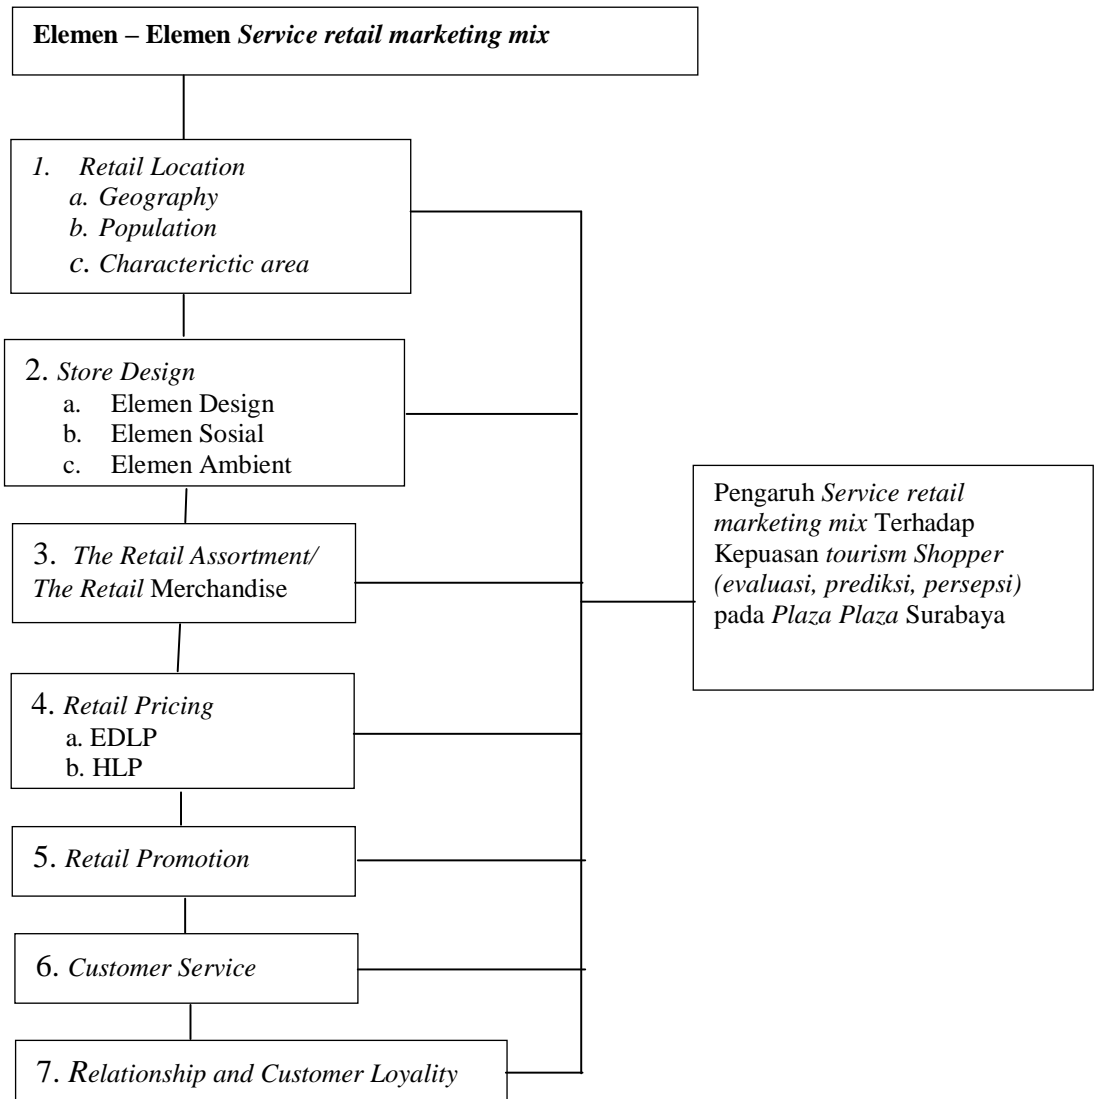 Elemen – Elemen Service retail marketing mix
1. Retail Location
a. Geography
b. Population
c. Characterictic area
2. Store Design
a. Elemen Design
b. Elemen Sosial
c. Elemen Ambient
3. The Retail Assortment/
The Retail Merchandise
4. Retail Pricing
a. EDLP
b. HLP
5. Retail Promotion
6. Customer Service
7. Relationship and Customer Loyality
Pengaruh Service retail
marketing mix Terhadap
Kepuasan tourism Shopper
(evaluasi, prediksi, persepsi)
pada Plaza Plaza Surabaya